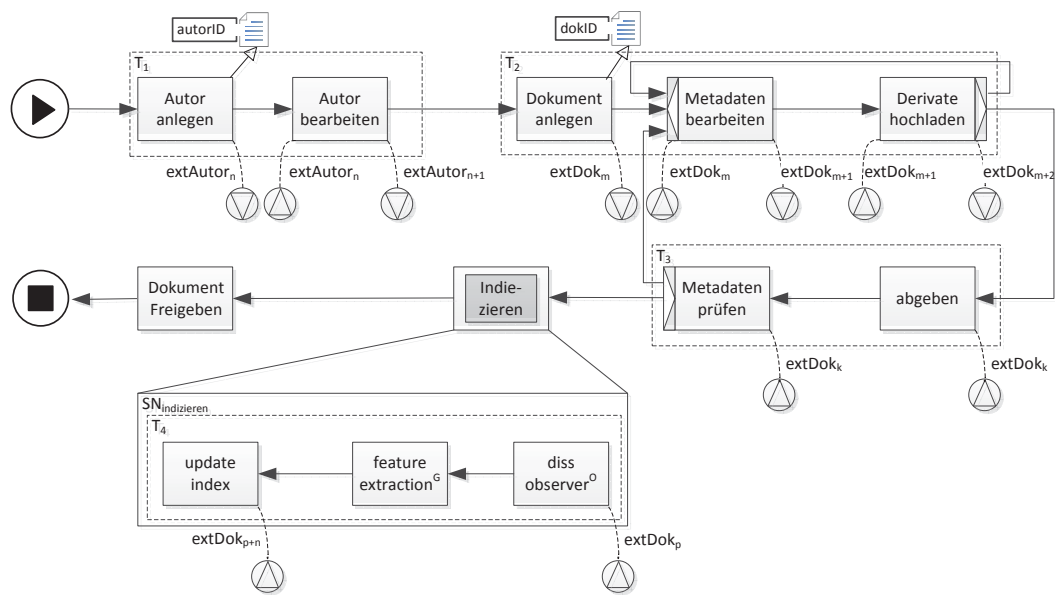 autorID
dokID
T1
Autor
anlegen
Autor
bearbeiten
T2
Dokument
anlegen
Metadaten
bearbeiten
Derivate
hochladen
extAutorn
extAutorn
extAutorn+1
extDokm
extDokm
extDokm+1
extDokm+1
extDokm+2
Dokument
Freigeben
Indie-
zieren
T3
Metadaten
prüfen
abgeben
extDokk
extDokk
SNindizieren
T4
update
index
feature
extractionG
diss
observerO
extDokp+n
extDokp